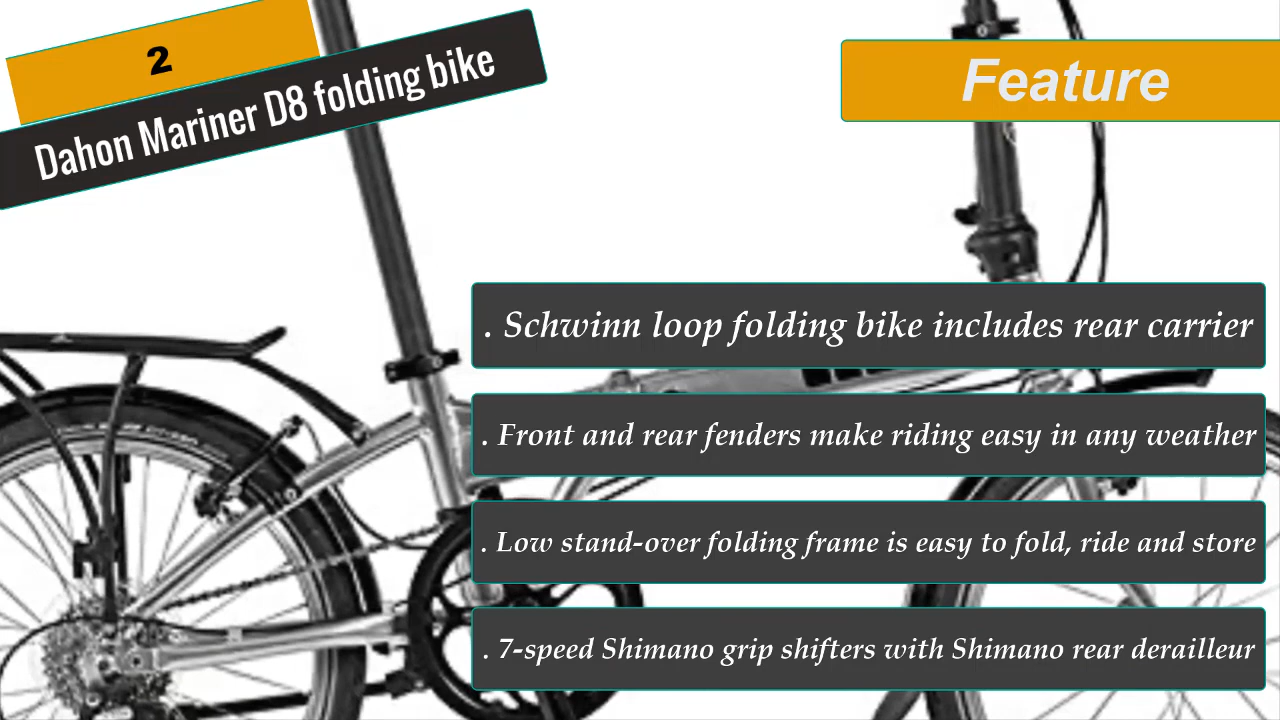 2
Dahon Mariner D8 folding bike
Feature
. Schwinn loop folding bike includes rear carrier
. Front and rear fenders make riding easy in any weather
. Low stand-over folding frame is easy to fold, ride and store
. 7-speed Shimano grip shifters with Shimano rear derailleur